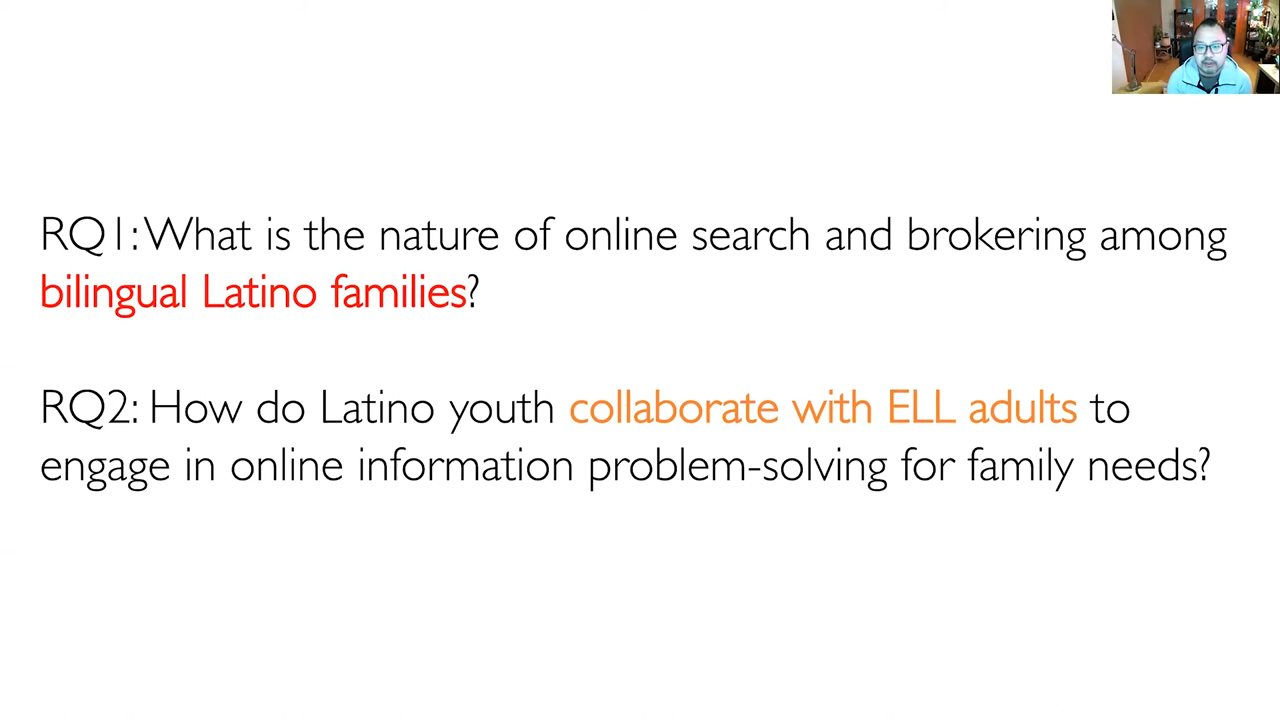 RQ1: What is the nature of online search and brokering among
bilingual Latino families?
RQ2: How do Latino youth collaborate with ELL adults to
engage in online information problem-solving for family needs?